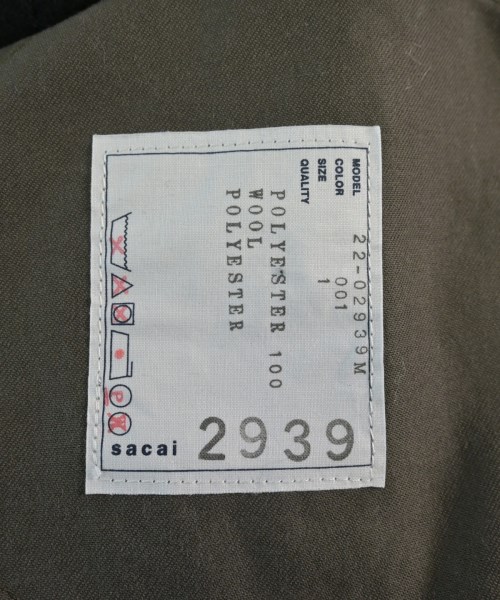 MODEL 22-02939M
COLOR 001
SIZE 1
QUALITY
POLYESTER 100
WOOL
POLYESTER
P
W
sacai 2939